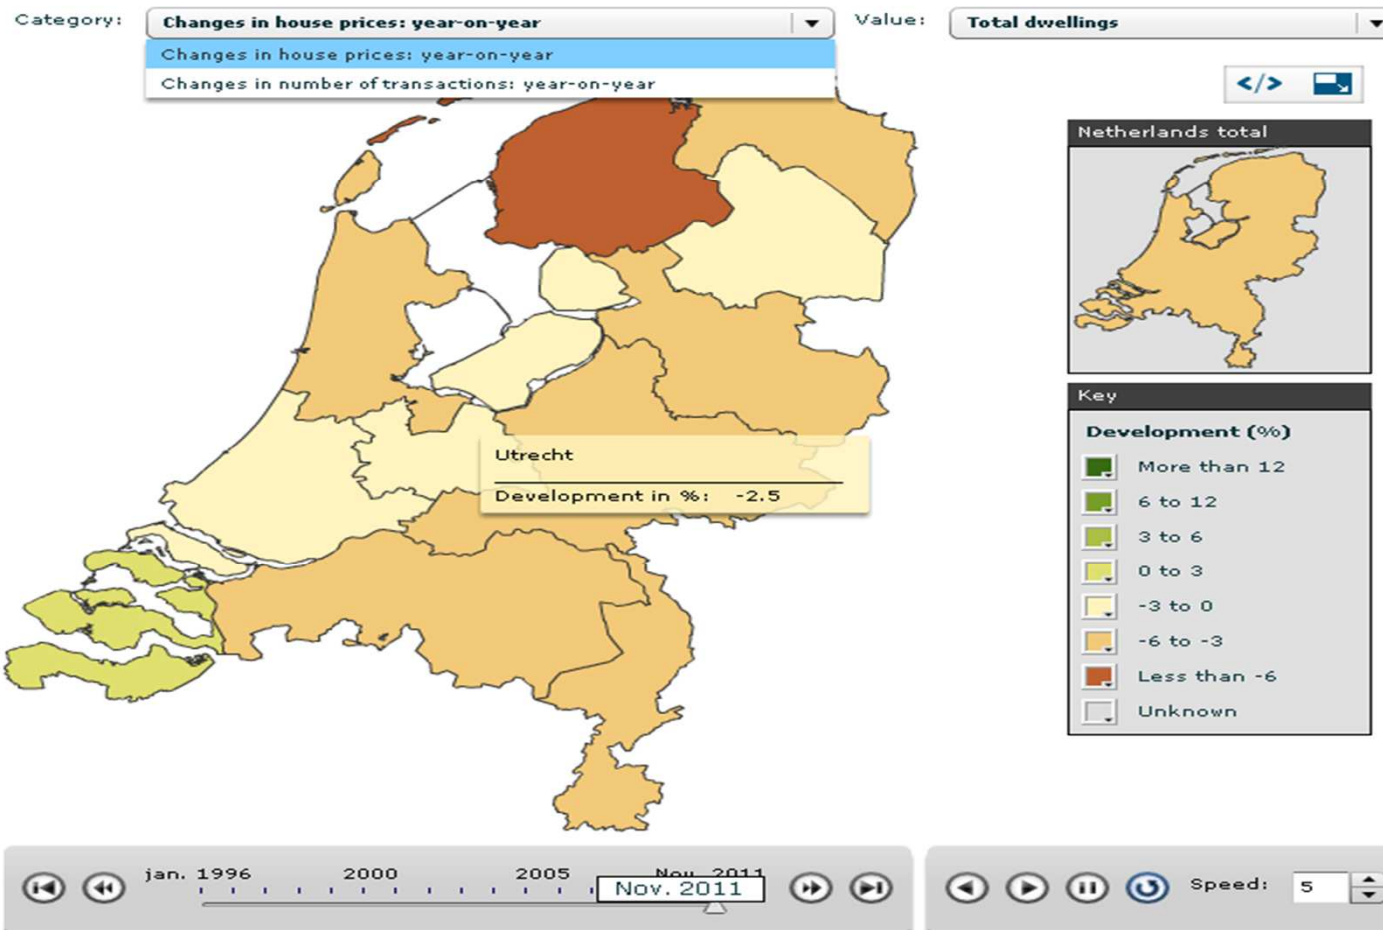 Category: Changes in house prices: year-on-year Value: Total dwellings
Changes in house prices: year-on-year
Changes in number of transactions: year-on-year
</>
Netherlands total
Key
Development (%)
More than 12
6 to 12
3 to 6
0 to 3
-3 to 0
-6 to -3
Less than -6
Unknown
Utrecht
Development in %: -2.5
jan. 1996 2000 2005 Nov. 2011
Nov. 2011
Speed: 5